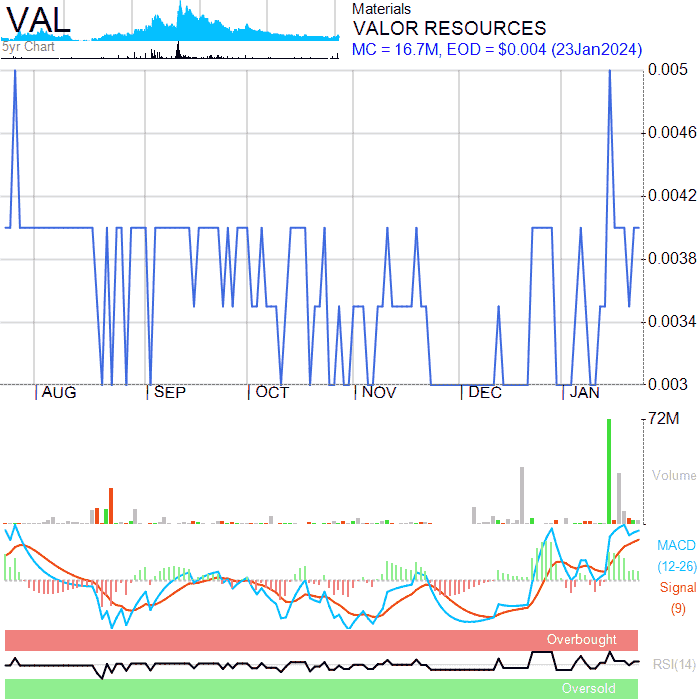 VAL
5yr Chart
Materials
VALOR RESOURCES
MC = 16.7M, EOD = $0.004 (23Jan2024)
0.005
0.0046
0.0042
0.0038
0.0034
0.003
AUG SEP OCT NOV DEC JAN
72M
Volume
MACD
(12-26)
Signal
(9)
Overbought
RSI(14)
Oversold